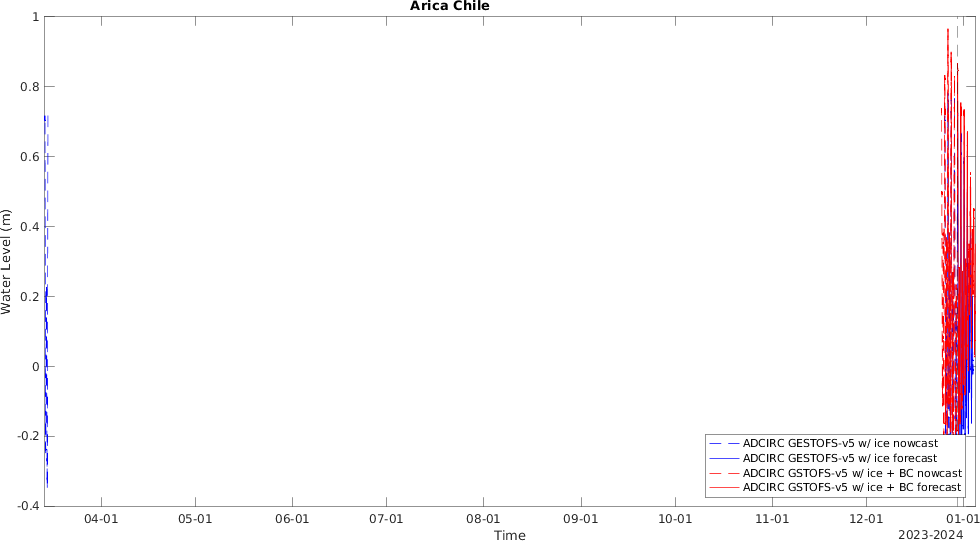 Arica Chile
Water Level (m)
1
0.8
0.6
0.4
0.2
0
-0.2
-0.4
ADCIRC GESTOFS-v5 w/ ice nowcast
ADCIRC GESTOFS-v5 w/ ice forecast
ADCIRC GSTOFS-v5 w/ ice + BC nowcast
ADCIRC GSTOFS-v5 w/ ice + BC forecast
04-01 05-01 06-01 07-01 08-01 09-01 10-01 11-01 12-01 01-01
Time
2023-2024